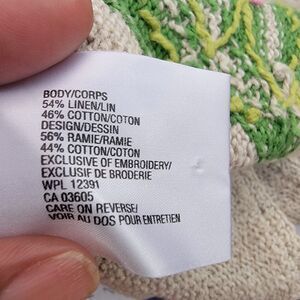 BODY/CORPS
54% LINEN/LIN
46% COTTON/COTON
DESIGN/DESSIN
56% RAMIE/RAMIE
44% COTTON/COTON
EXCLUSIVE OF EMBROIDERY/
EXCLUSIF DE BRODERIE
WPL 12391
CA 03605
CARE ON REVERSE/
VOIR AU DOS POUR ENTRETIEN